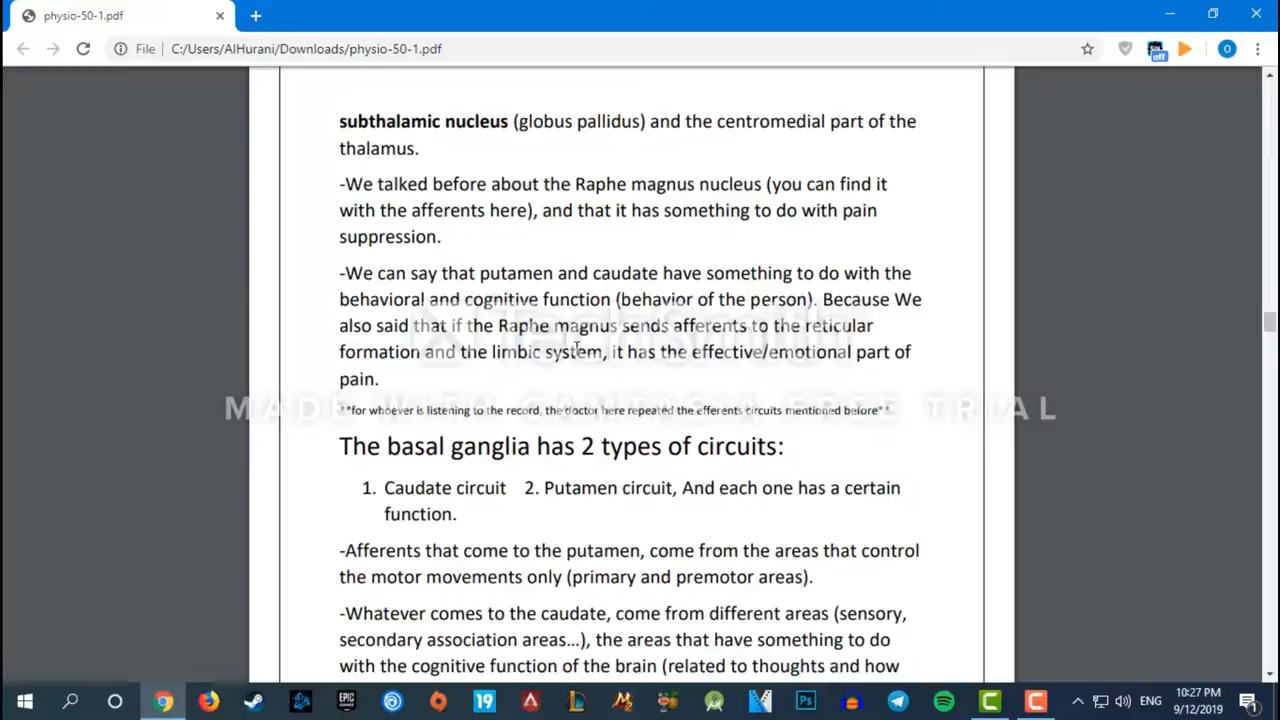 physio-50-1.pdf
File C:/Users/AlHurani/Downloads/physio-50-1.pdf
off
O
subthalamic nucleus (globus pallidus) and the centromedial part of the
thalamus.
-We talked before about the Raphe magnus nucleus (you can find it
with the afferents here), and that it has something to do with pain
suppression.
-We can say that putamen and caudate have something to do with the
behavioral and cognitive function (behavior of the person). Because We
also said that if the Raphe magnus sends afferents to the reticular
formation and the limbic system, it has the effective/emotional part of
pain.
TechSmith
MADE WITH CAMTASIA FREE TRIAL
**for whoever is listening to the record, the doctor here repeated the efferents circuits mentioned before**
The basal ganglia has 2 types of circuits:
1. Caudate circuit 2. Putamen circuit, And each one has a certain
function.
-Afferents that come to the putamen, come from the areas that control
the motor movements only (primary and premotor areas).
-Whatever comes to the caudate, come from different areas (sensory,
secondary association areas...), the areas that have something to do
with the cognitive function of the brain (related to thoughts and how
EPIC
GAMES
19
Ps
ENG
10:27 PM
9/12/2019
1